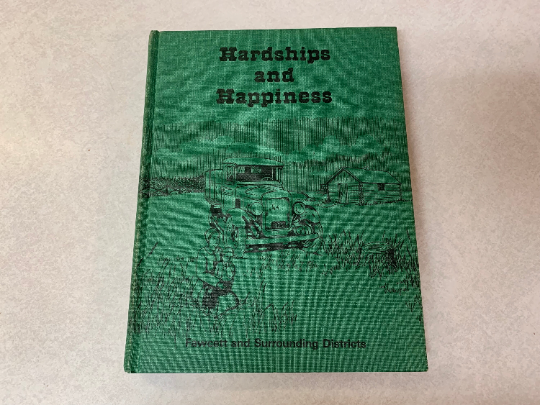 Hardships
and
Happiness
Fawcett and Surrounding Districts